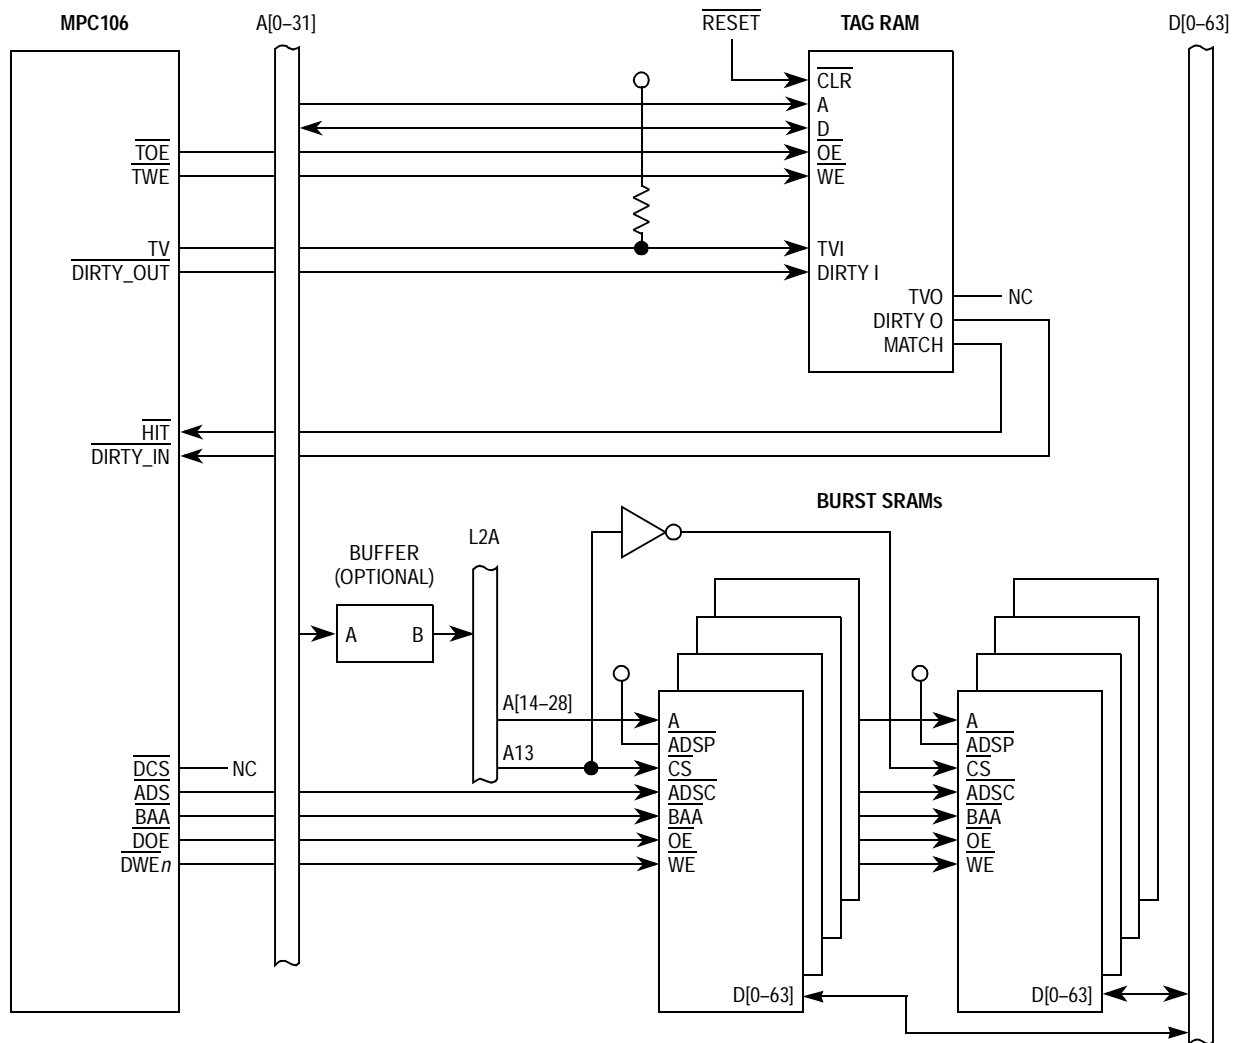 MPC106 A[0–31] RESET TAG RAM D[0–63]
CLR
A
D
TOE OE
TWE WE
TV TVI
DIRTY_OUT DIRTY I
TVO NC
DIRTY O
MATCH
HIT
DIRTY_IN
BURST SRAMs
L2A
BUFFER
(OPTIONAL)
A B
A[14–28]
A A
ADSP ADSP
A13
DCS NC CS CS
ADS ADSC ADSC
BAA BAA BAA
DOE OE OE
DWEn WE WE
D[0–63] D[0–63]